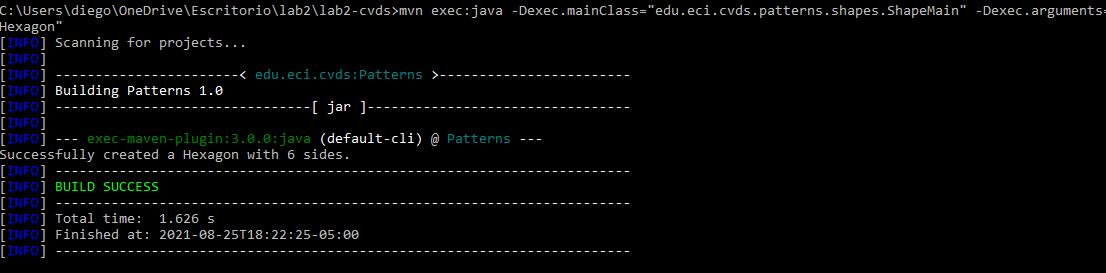 C:\Users\diego\OneDrive\Escritorio\lab2\lab2-cvds>mvn exec:java -Dexec.mainClass="edu.eci.cvds.patterns.shapes.ShapeMain" -Dexec.arguments=
Hexagon"
[INFO] Scanning for projects...
[INFO]
[INFO] -----------------------< edu.eci.cvds:Patterns >------------------------
[INFO] Building Patterns 1.0
[INFO] --------------------------------[ jar ]---------------------------------
[INFO]
[INFO] --- exec-maven-plugin:3.0.0:java (default-cli) @ Patterns ---
Successfully created a Hexagon with 6 sides.
[INFO] ------------------------------------------------------------------------
[INFO] BUILD SUCCESS
[INFO] ------------------------------------------------------------------------
[INFO] Total time:  1.626 s
[INFO] Finished at: 2021-08-25T18:22:25-05:00
[INFO] ------------------------------------------------------------------------